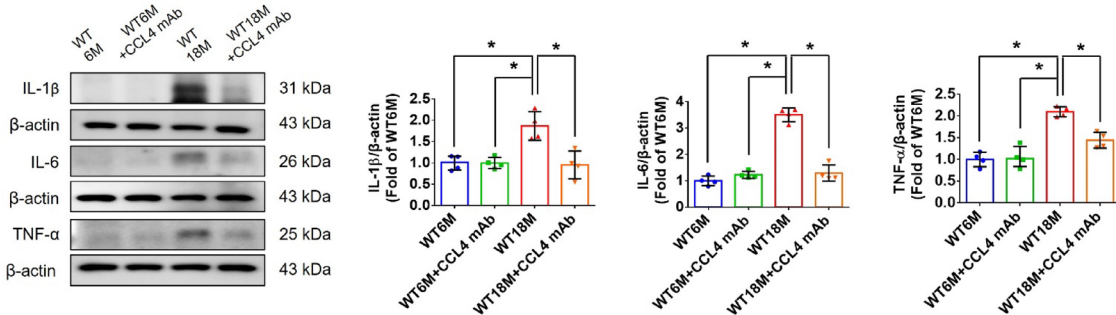 WT
6M
WT6M
+CCL4 mAb
WT
18M
WT18M
+CCL4 mAb
IL-1β
31 kDa
β-actin
43 kDa
IL-6
26 kDa
β-actin
43 kDa
TNF-α
25 kDa
β-actin
43 kDa
IL-1β/β-actin
(Fold of WT6M)
2.5
2.0
1.5
1.0
0.5
0.0
*
*
*
WT6M
WT6M+CCL4 mAb
WT18M
WT18M+CCL4 mAb
IL-6/β-actin
(Fold of WT6M)
4
3
2
1
0
*
*
*
WT6M
WT6M+CCL4 mAb
WT18M
WT18M+CCL4 mAb
TNF-α/β-actin
(Fold of WT6M)
2.5
2.0
1.5
1.0
0.5
0.0
*
*
*
WT6M
WT6M+CCL4 mAb
WT18M
WT18M+CCL4 mAb